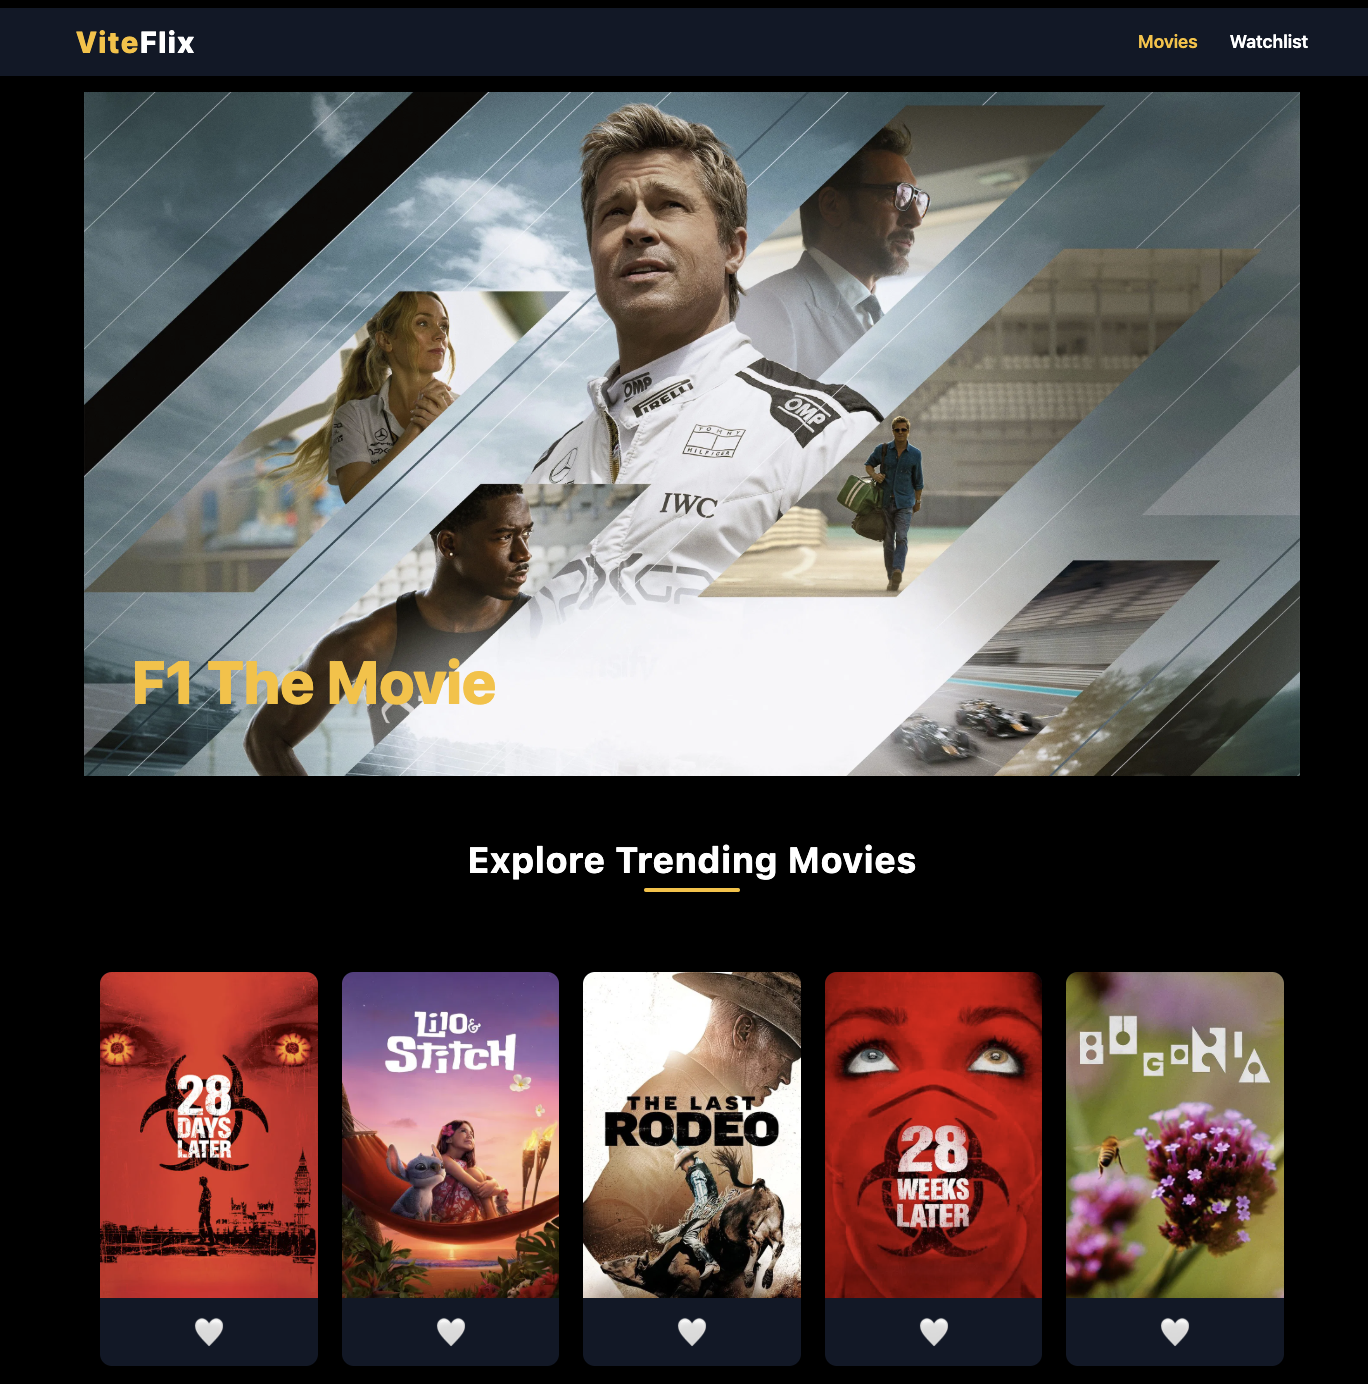 ViteFlix
Movies
Watchlist
OMP
PIRELLI
OMP
TOMMY
HILFIGER
IWC
F1 The Movie
Explore Trending Movies
28
DAYS
LATER
Lilo &
Stitch
THE LAST
RODEO
28
WEEKS
LATER
BUGONIA